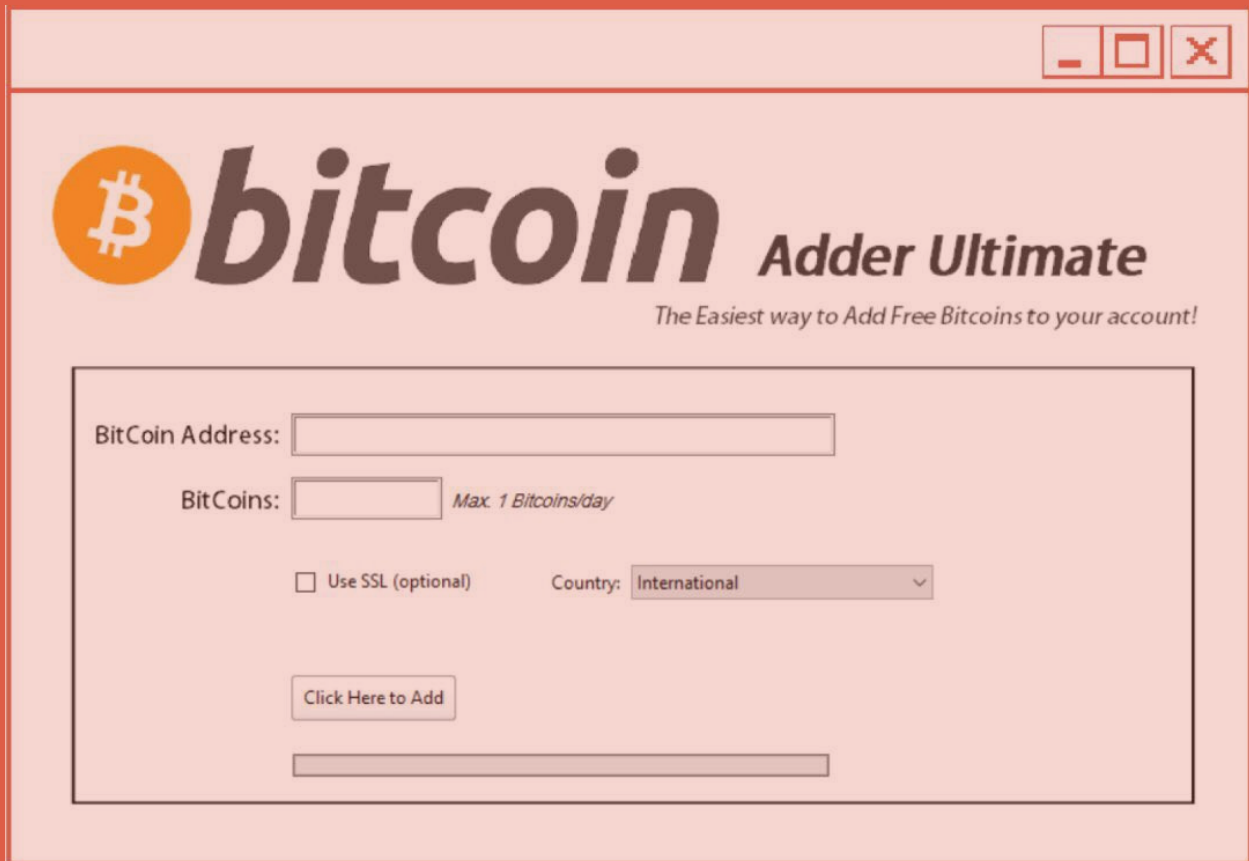 bitcoin Adder Ultimate
The Easiest way to Add Free Bitcoins to your account!
BitCoin Address:
BitCoins: Max. 1 Bitcoins/day
Use SSL (optional) Country: International
Click Here to Add